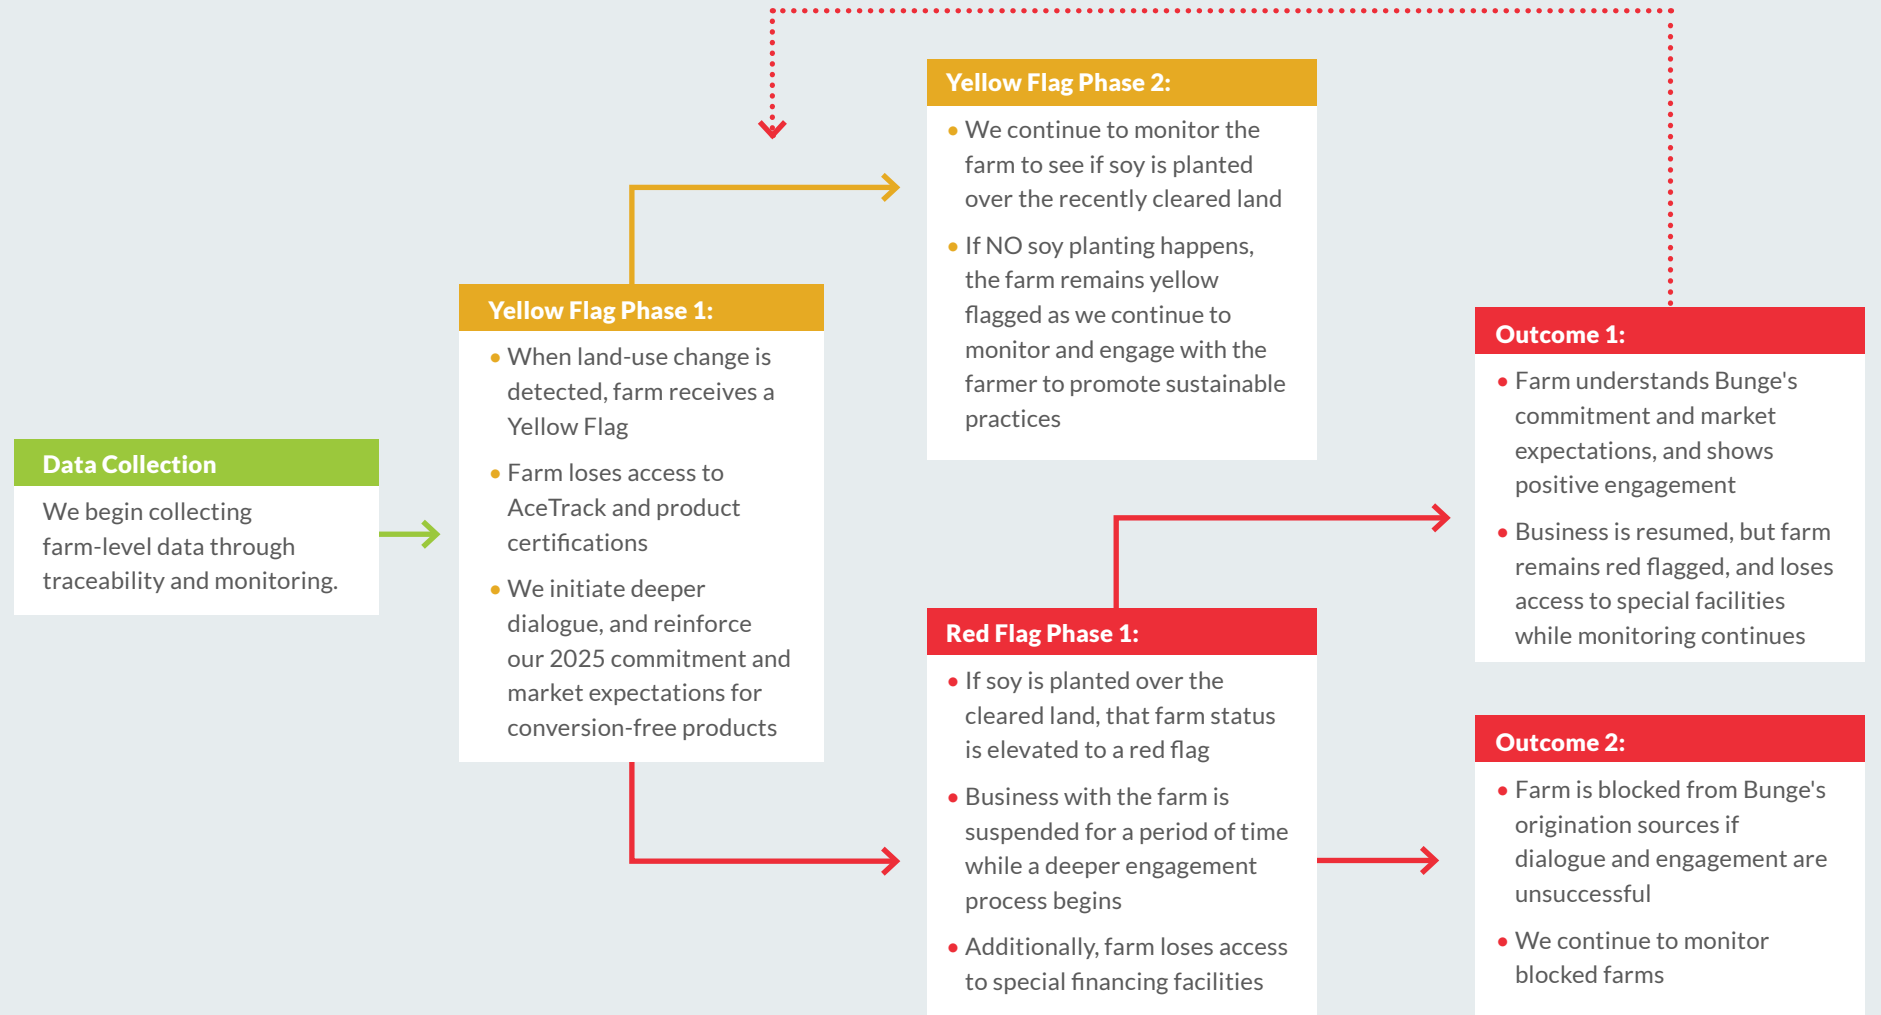 Data Collection
We begin collecting
farm-level data through
traceability and monitoring.
Yellow Flag Phase 1:
• When land-use change is
detected, farm receives a
Yellow Flag
• Farm loses access to
AceTrack and product
certifications
• We initiate deeper
dialogue, and reinforce
our 2025 commitment and
market expectations for
conversion-free products
Yellow Flag Phase 2:
• We continue to monitor the
farm to see if soy is planted
over the recently cleared land
• If NO soy planting happens,
the farm remains yellow
flagged as we continue to
monitor and engage with the
farmer to promote sustainable
practices
Red Flag Phase 1:
• If soy is planted over the
cleared land, that farm status
is elevated to a red flag
• Business with the farm is
suspended for a period of time
while a deeper engagement
process begins
• Additionally, farm loses access
to special financing facilities
Outcome 1:
• Farm understands Bunge's
commitment and market
expectations, and shows
positive engagement
• Business is resumed, but farm
remains red flagged, and loses
access to special facilities
while monitoring continues
Outcome 2:
• Farm is blocked from Bunge's
origination sources if
dialogue and engagement are
unsuccessful
• We continue to monitor
blocked farms